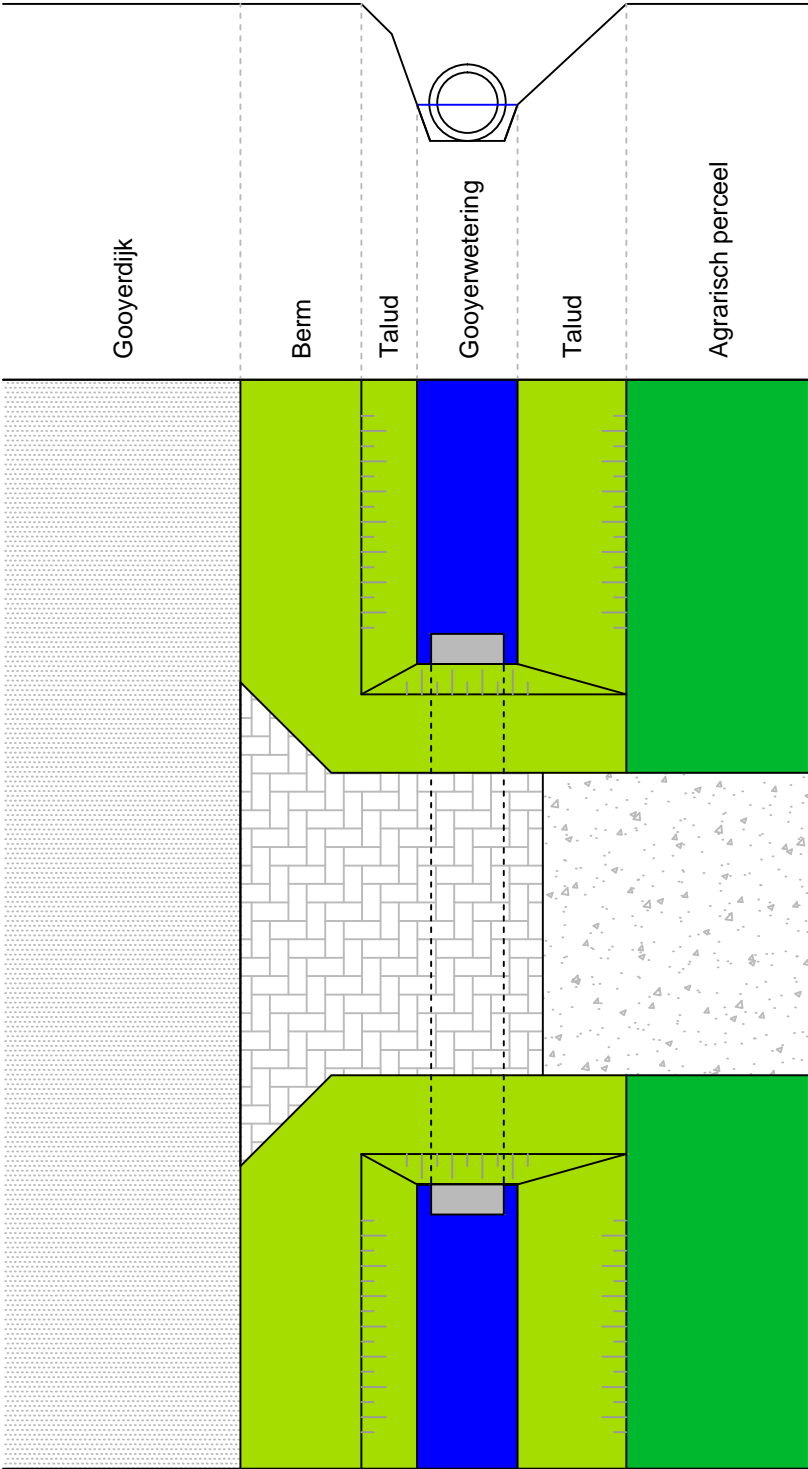 Gooyerdijk
Berm
Talud
Gooyerwetering
Talud
Agrarisch perceel